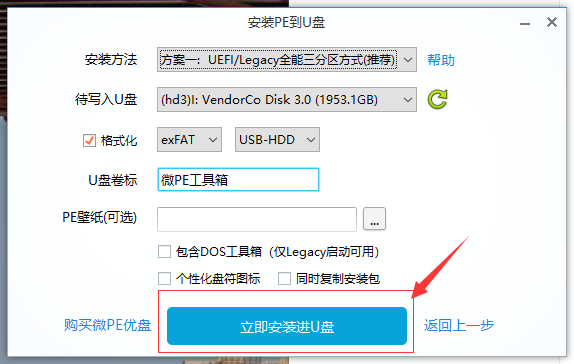 安装PE到U盘
安装方法 方案一：UEFI/Legacy全能三分区方式(推荐) 帮助
待写入U盘 (hd3)I: VendorCo Disk 3.0 (1953.1GB)
格式化 exFAT USB-HDD
U盘卷标 微PE工具箱
PE壁纸(可选) ...
包含DOS工具箱（仅Legacy启动可用）
个性化盘符图标 同时复制安装包
购买微PE优盘 立即安装进U盘 返回上一步